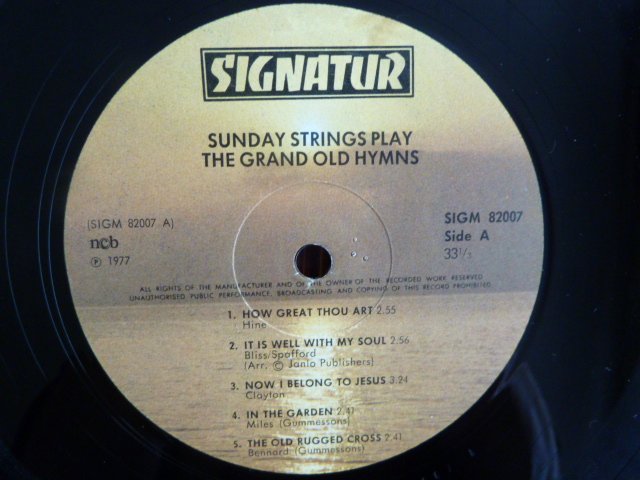 SIGNATUR
SUNDAY STRINGS PLAY
THE GRAND OLD HYMNS
(SIGM 82007 A)
ncb
℗ 1977
SIGM 82007
Side A
33⅓
ALL RIGHTS OF THE MANUFACTURER AND OF THE OWNER OF THE RECORDED WORK RESERVED
UNAUTHORISED PUBLIC PERFORMANCE, BROADCASTING AND COPYING OF THIS RECORD PROHIBITED.
1. HOW GREAT THOU ART 2.55
Hine
2. IT IS WELL WITH MY SOUL 2.56
Bliss/Spofford
(Arr. © Janlo Publishers)
3. NOW I BELONG TO JESUS 3.24
Clayton
4. IN THE GARDEN 2.41
Miles (Gummessons)
5. THE OLD RUGGED CROSS 2.41
Bennard (Gummessons)